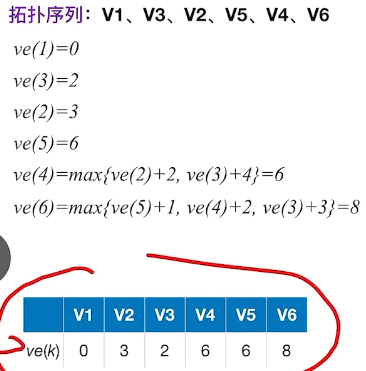 拓扑序列：V1、V3、V2、V5、V4、V6
ve(1)=0
ve(3)=2
ve(2)=3
ve(5)=6
ve(4)=max{ve(2)+2, ve(3)+4}=6
ve(6)=max{ve(5)+1, ve(4)+2, ve(3)+3}=8
V1 V2 V3 V4 V5 V6
ve(k) 0 3 2 6 6 8